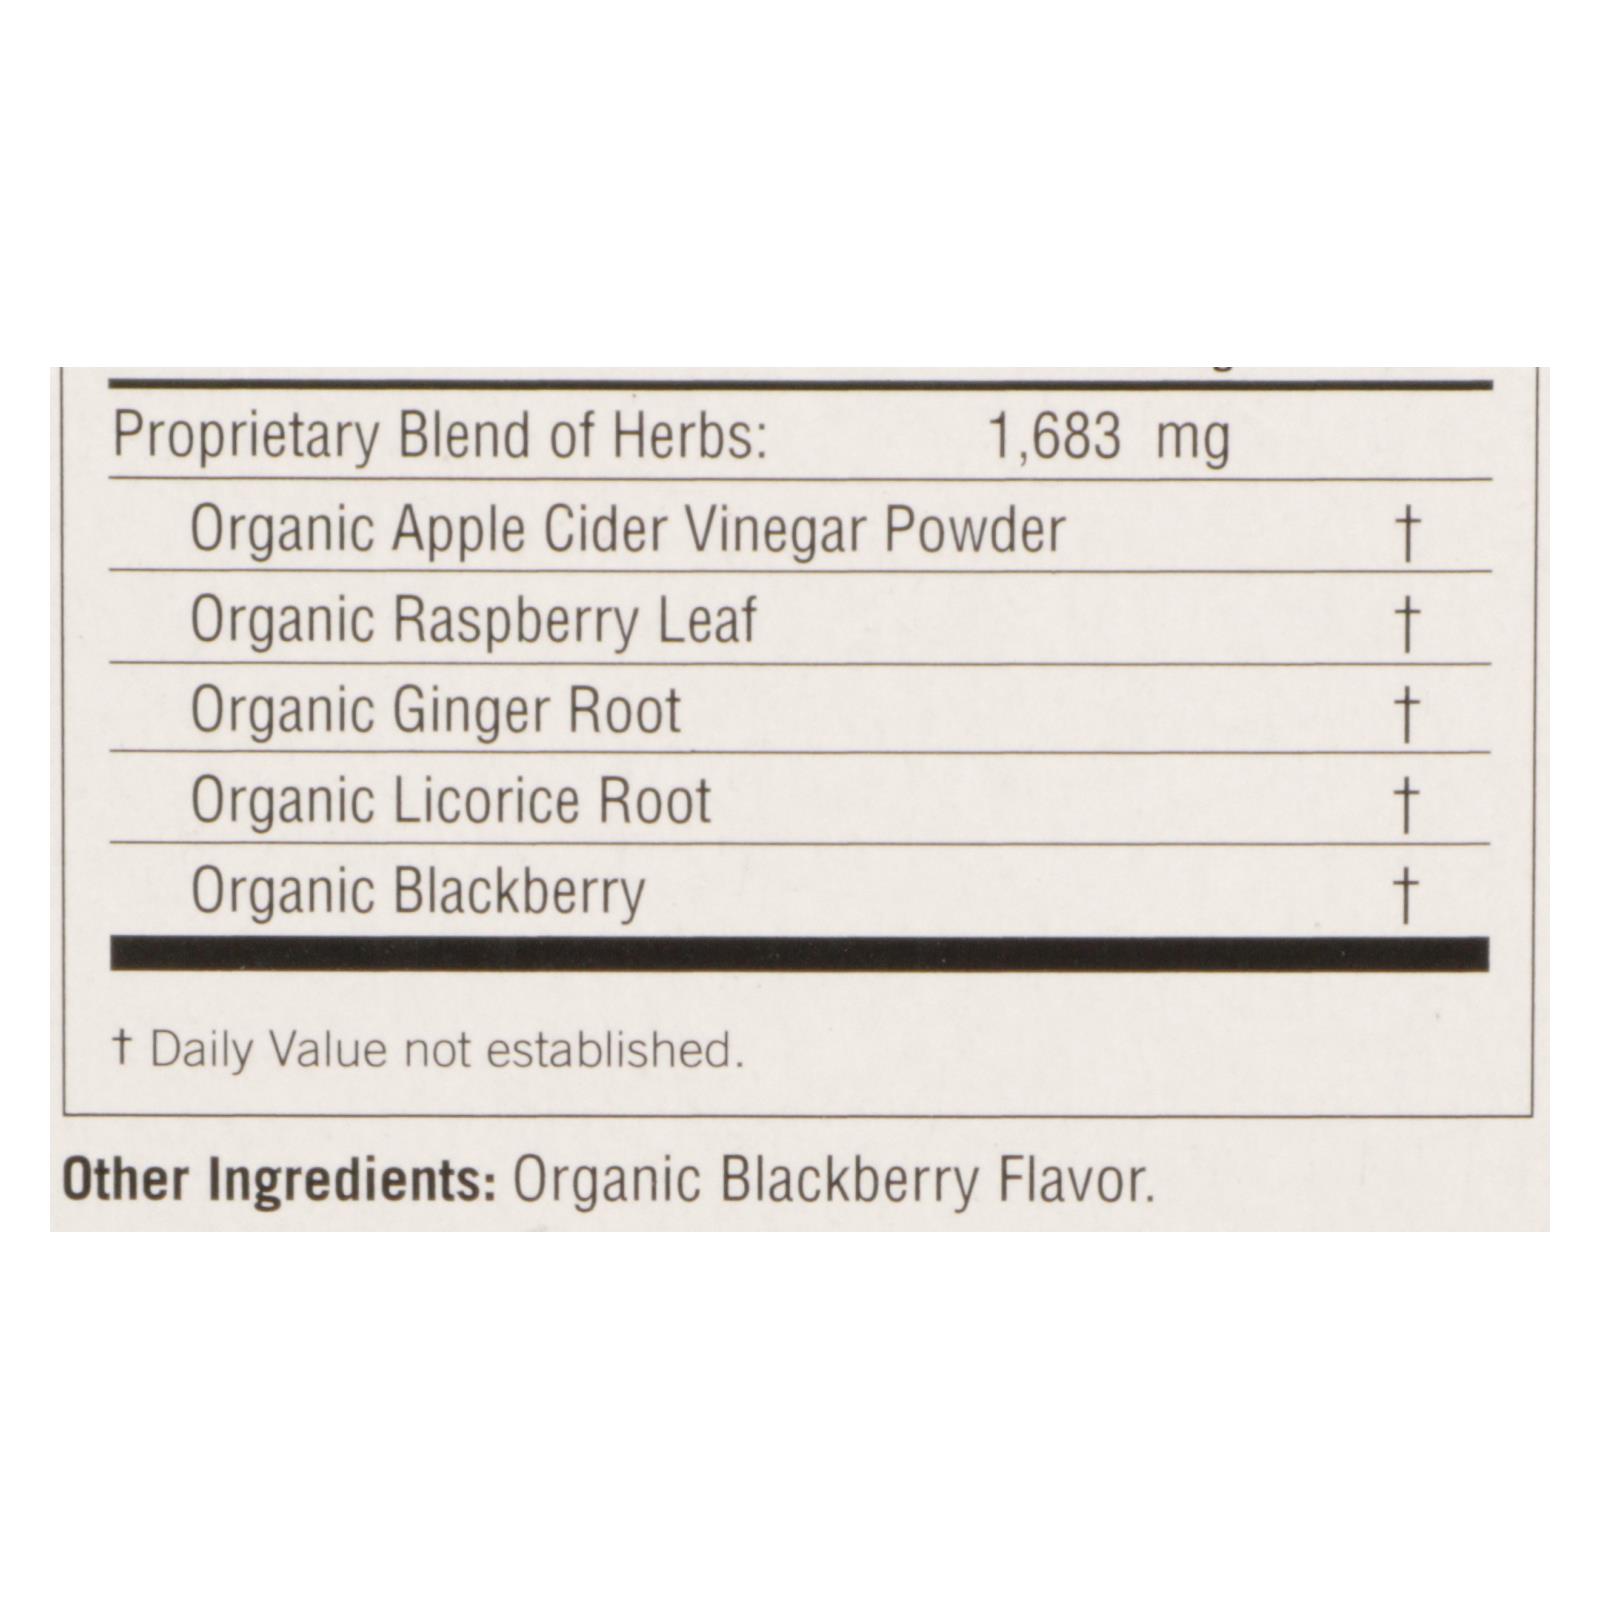 Proprietary Blend of Herbs: 1,683 mg
Organic Apple Cider Vinegar Powder †
Organic Raspberry Leaf †
Organic Ginger Root †
Organic Licorice Root †
Organic Blackberry †
† Daily Value not established.
Other Ingredients: Organic Blackberry Flavor.